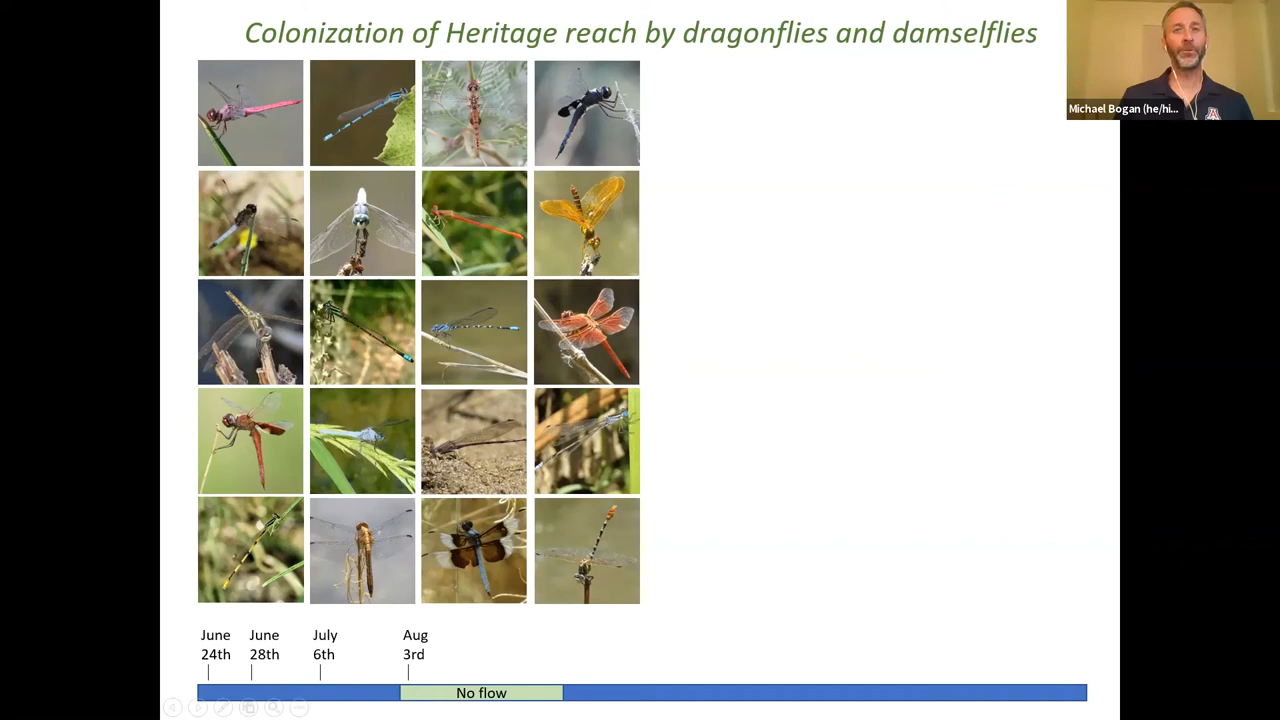 Colonization of Heritage reach by dragonflies and damselflies
Michael Bogan (he/hi...
June 24th
June 28th
July 6th
Aug 3rd
No flow